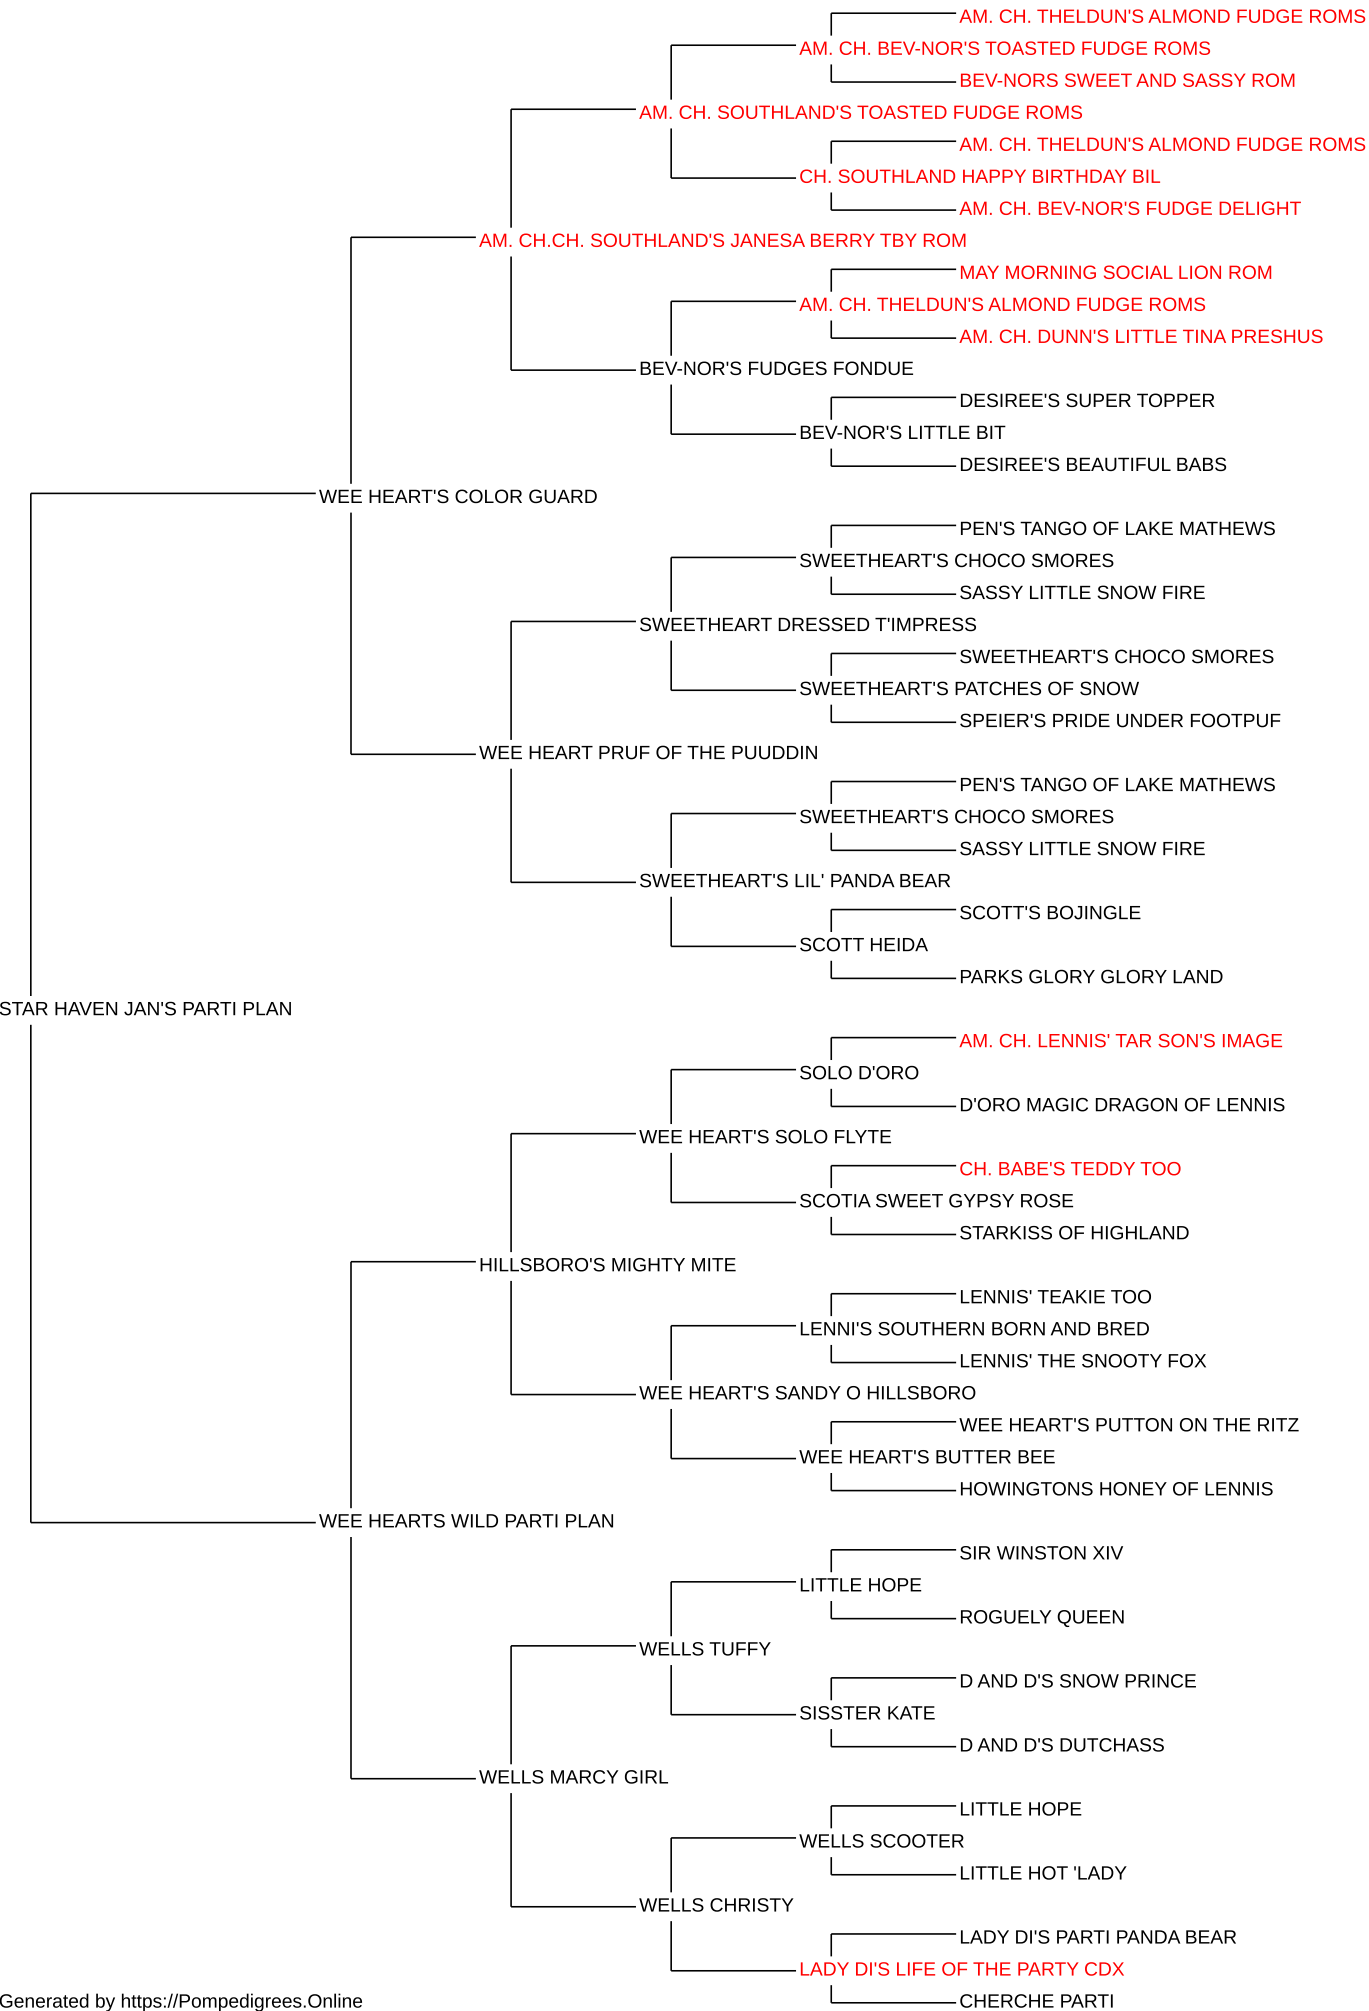 AM. CH. THELDUN'S ALMOND FUDGE ROMS
AM. CH. BEV-NOR'S TOASTED FUDGE ROMS
BEV-NORS SWEET AND SASSY ROM
AM. CH. SOUTHLAND'S TOASTED FUDGE ROMS
AM. CH. THELDUN'S ALMOND FUDGE ROMS
CH. SOUTHLAND HAPPY BIRTHDAY BIL
AM. CH. BEV-NOR'S FUDGE DELIGHT
AM. CH.CH. SOUTHLAND'S JANESA BERRY TBY ROM
MAY MORNING SOCIAL LION ROM
AM. CH. THELDUN'S ALMOND FUDGE ROMS
AM. CH. DUNN'S LITTLE TINA PRESHUS
BEV-NOR'S FUDGES FONDUE
DESIREE'S SUPER TOPPER
BEV-NOR'S LITTLE BIT
DESIREE'S BEAUTIFUL BABS
WEE HEART'S COLOR GUARD
PEN'S TANGO OF LAKE MATHEWS
SWEETHEART'S CHOCO SMORES
SASSY LITTLE SNOW FIRE
SWEETHEART DRESSED T'IMPRESS
SWEETHEART'S CHOCO SMORES
SWEETHEART'S PATCHES OF SNOW
SPEIER'S PRIDE UNDER FOOTPUF
WEE HEART PRUF OF THE PUUDDIN
PEN'S TANGO OF LAKE MATHEWS
SWEETHEART'S CHOCO SMORES
SASSY LITTLE SNOW FIRE
SWEETHEART'S LIL' PANDA BEAR
SCOTT'S BOJINGLE
SCOTT HEIDA
PARKS GLORY GLORY LAND
STAR HAVEN JAN'S PARTI PLAN
AM. CH. LENNIS' TAR SON'S IMAGE
SOLO D'ORO
D'ORO MAGIC DRAGON OF LENNIS
WEE HEART'S SOLO FLYTE
CH. BABE'S TEDDY TOO
SCOTIA SWEET GYPSY ROSE
STARKISS OF HIGHLAND
HILLSBORO'S MIGHTY MITE
LENNIS' TEAKIE TOO
LENNI'S SOUTHERN BORN AND BRED
LENNIS' THE SNOOTY FOX
WEE HEART'S SANDY O HILLSBORO
WEE HEART'S PUTTON ON THE RITZ
WEE HEART'S BUTTER BEE
HOWINGTONS HONEY OF LENNIS
WEE HEARTS WILD PARTI PLAN
SIR WINSTON XIV
LITTLE HOPE
ROGUELY QUEEN
WELLS TUFFY
D AND D'S SNOW PRINCE
SISSTER KATE
D AND D'S DUTCHASS
WELLS MARCY GIRL
LITTLE HOPE
WELLS SCOOTER
LITTLE HOT 'LADY
WELLS CHRISTY
LADY DI'S PARTI PANDA BEAR
LADY DI'S LIFE OF THE PARTY CDX
CHERCHE PARTI
Generated by https://Pompedigrees.Online